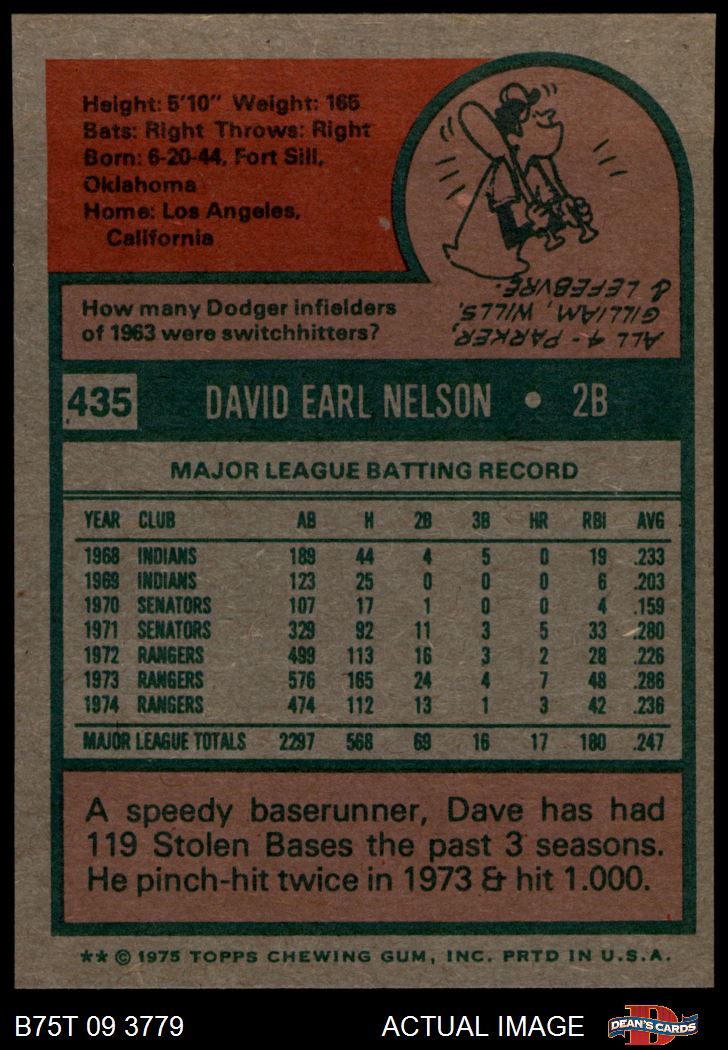 Height: 5'10" Weight: 165
Bats: Right Throws: Right
Born: 6-20-44, Fort Sill,
Oklahoma
Home: Los Angeles,
California
How many Dodger infielders
of 1963 were switchhitters?
ALL 4 - PARKER,
GILLIAM, WILLS,
& LEFEBVRE.
435 DAVID EARL NELSON • 2B
MAJOR LEAGUE BATTING RECORD
YEAR CLUB AB H 2B 3B HR RBI AVG
1968 INDIANS 189 44 4 5 0 19 .233
1969 INDIANS 123 25 0 0 0 6 .203
1970 SENATORS 107 17 1 0 0 4 .159
1971 SENATORS 329 92 11 3 5 33 .280
1972 RANGERS 499 113 16 3 2 28 .226
1973 RANGERS 576 165 24 4 7 48 .286
1974 RANGERS 474 112 13 1 3 42 .236
MAJOR LEAGUE TOTALS 2297 568 69 16 17 180 .247
A speedy baserunner, Dave has had
119 Stolen Bases the past 3 seasons.
He pinch-hit twice in 1973 & hit 1.000.
** © 1975 TOPPS CHEWING GUM, INC. PRTD IN U.S.A.
B75T 09 3779 ACTUAL IMAGE DEAN'S CARDS